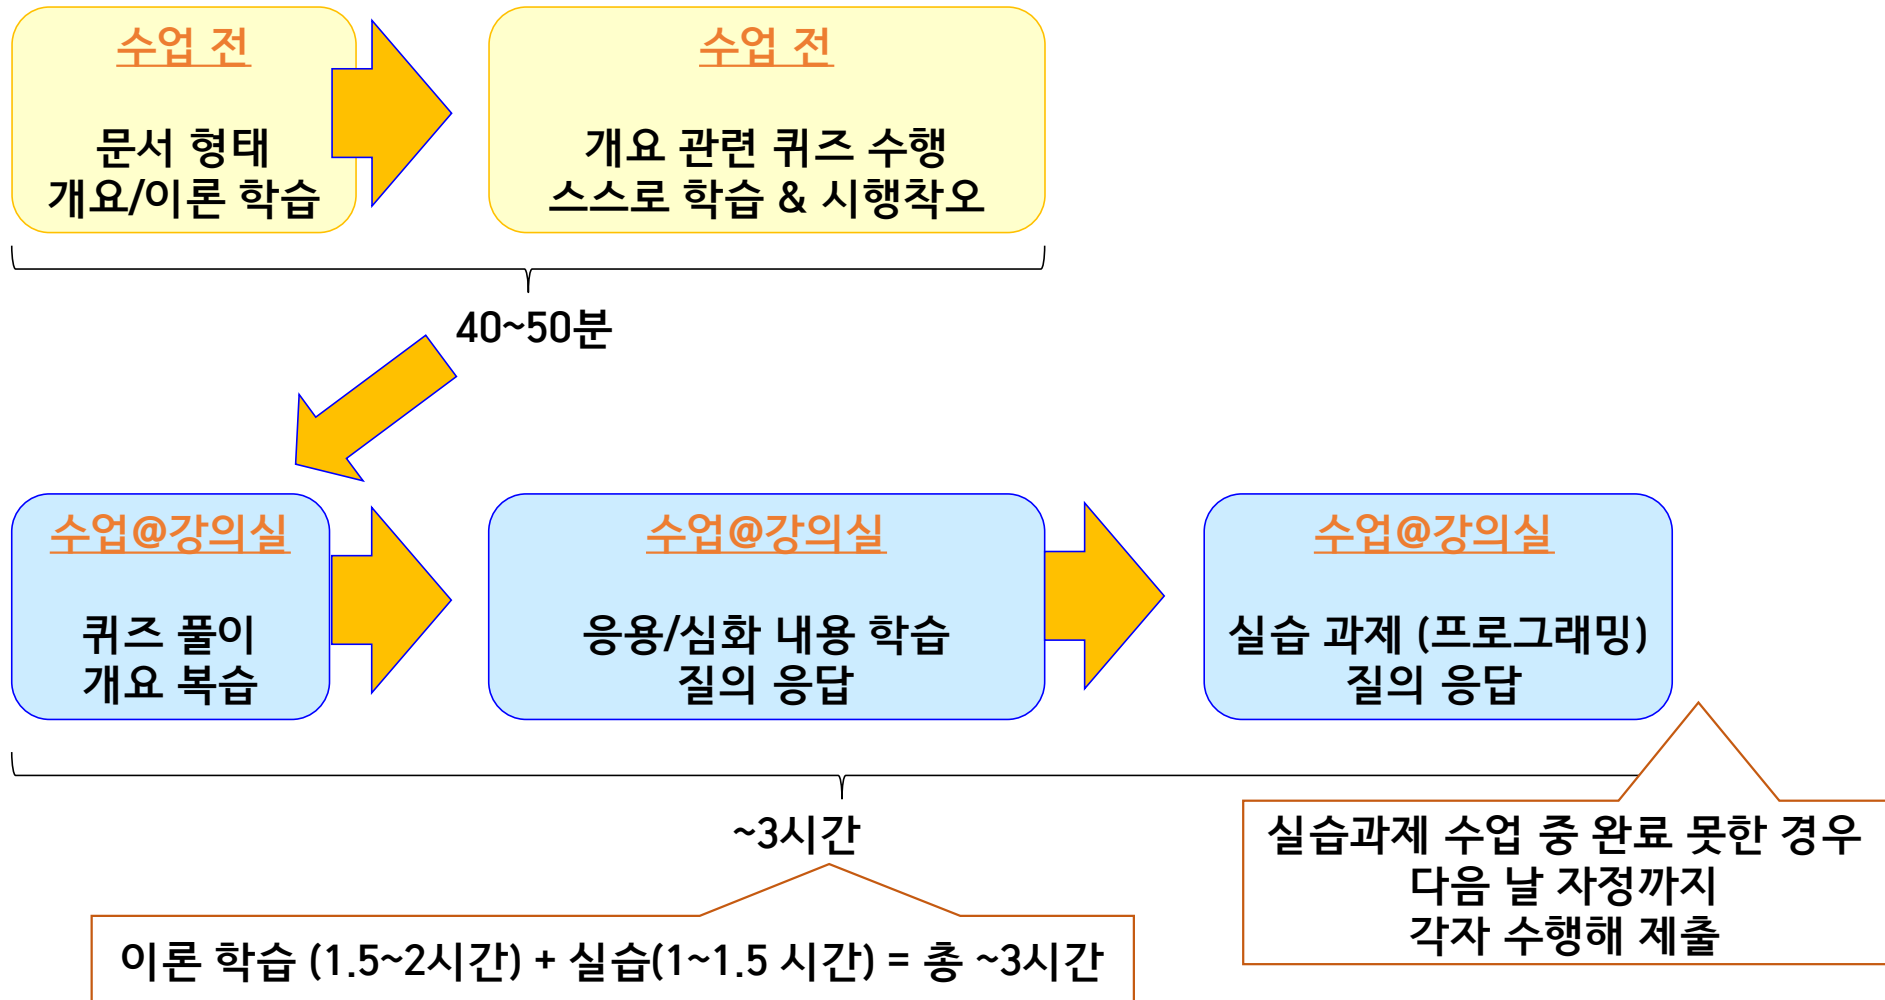 수업 전
문서 형태
개요/이론 학습
수업 전
개요 관련 퀴즈 수행
스스로 학습 & 시행착오
40~50분
수업@강의실
퀴즈 풀이
개요 복습
수업@강의실
응용/심화 내용 학습
질의 응답
수업@강의실
실습 과제 (프로그래밍)
질의 응답
~3시간
이론 학습 (1.5~2시간) + 실습(1~1.5 시간) = 총 ~3시간
실습과제 수업 중 완료 못한 경우
다음 날 자정까지
각자 수행해 제출